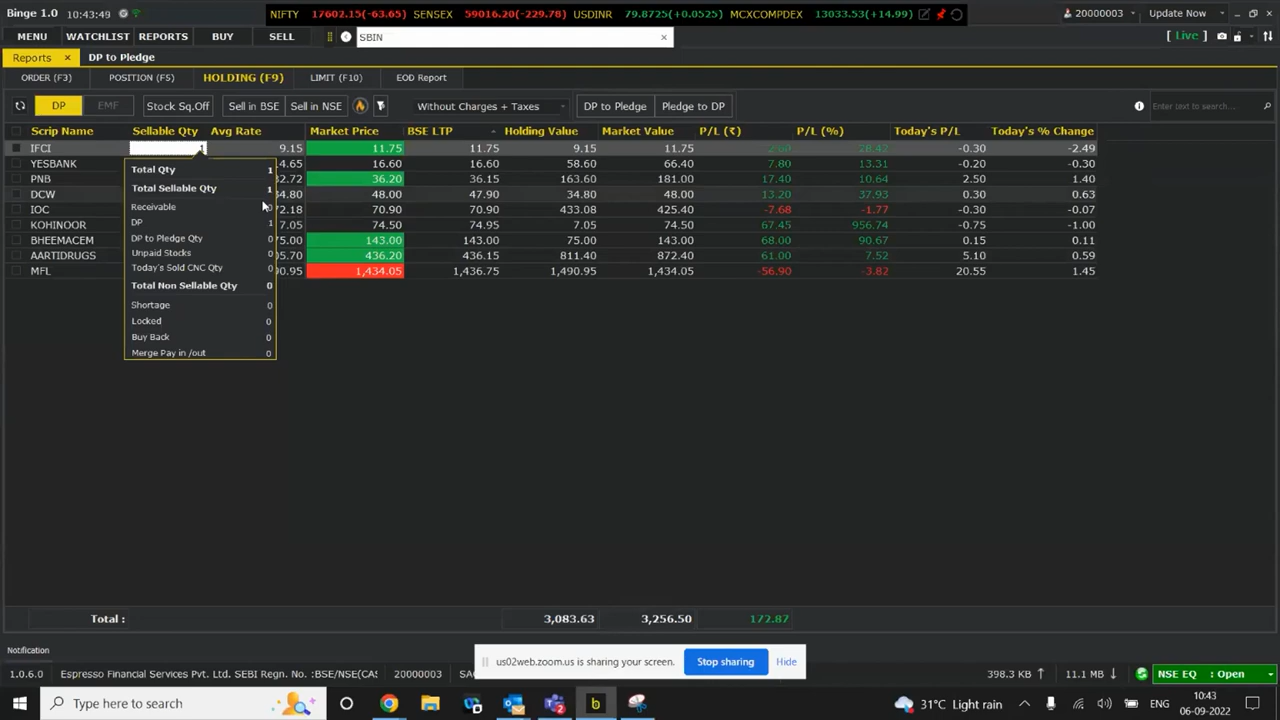 Binge 1.0
10:43:49
NIFTY 17602.15(-63.65) SENSEX 59016.20(-229.78) USDINR 79.8725(+0.0525) MCXCOMPDEX 13033.53(+14.99)
20000003 Update Now
MENU WATCHLIST REPORTS BUY SELL SBIN × [ Live ]
Reports × DP to Pledge
ORDER (F3) POSITION (F5) HOLDING (F9) LIMIT (F10) EOD Report
DP EMF Stock Sq.Off Sell in BSE Sell in NSE Without Charges + Taxes DP to Pledge Pledge to DP Enter text to search...
Scrip Name Sellable Qty Avg Rate Market Price BSE LTP Holding Value Market Value P/L (₹) P/L (%) Today's P/L Today's % Change
IFCI 1 9.15 11.75 11.75 9.15 11.75 2.60 28.42 -0.30 -2.49
YESBANK 4.65 16.60 16.60 58.60 66.40 7.80 13.31 -0.20 -0.30
PNB 2.72 36.20 36.15 163.60 181.00 17.40 10.64 2.50 1.40
DCW 4.80 48.00 47.90 34.80 48.00 13.20 37.93 0.30 0.63
IOC 2.18 70.90 70.90 433.08 425.40 -7.68 -1.77 -0.30 -0.07
KOHINOOR 7.05 74.50 74.95 7.05 74.50 67.45 956.74 -0.75 -1.00
BHEEMACEM 5.00 143.00 143.00 75.00 143.00 68.00 90.67 0.15 0.11
AARTIDRUGS 5.70 436.20 436.15 811.40 872.40 61.00 7.52 5.10 0.59
MFL 0.95 1,434.05 1,436.75 1,490.95 1,434.05 -56.90 -3.82 20.55 1.45
Total Qty 1
Total Sellable Qty 1
Receivable 0
DP 1
DP to Pledge Qty 0
Unpaid Stocks 0
Today's Sold CNC Qty 0
Total Non Sellable Qty 0
Shortage 0
Locked 0
Buy Back 0
Merge Pay in /out 0
Total : 3,083.63 3,256.50 172.87
Notification
us02web.zoom.us is sharing your screen. Stop sharing Hide
1.0.6.0 Espresso Financial Services Pvt. Ltd. SEBI Regn. No. :BSE/NSE(CAS 20000003 398.3 KB 11.1 MB NSE EQ : Open
Type here to search 31°C Light rain ENG 10:43
06-09-2022